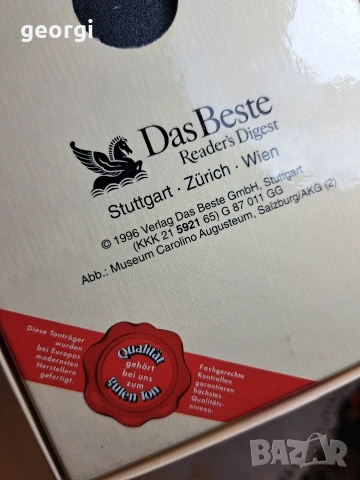 georgi
Das Beste
Reader's Digest
Stuttgart · Zürich · Wien
© 1996 Verlag Das Beste GmbH, Stuttgart
(KKK 21 5921 65) G 87 011 GG
Abb.: Museum Carolino Augusteum, Salzburg/AKG (2)
Diese Tonträger
wurden
bei Europas
modernsten
Herstellern
gefertigt.
Qualität
gehört
bei uns
zum
guten Ton
Fachgerechte
Kontrollen
garantieren
höchstes
Qualitäts-
niveau.
BAZAR
bg